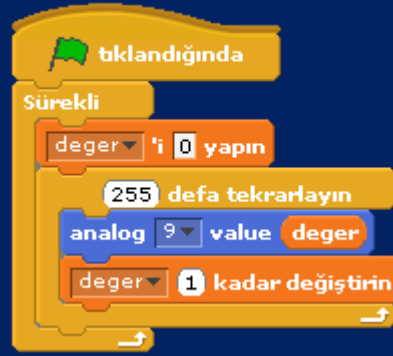 tıklandığında
Sürekli
deger 'i 0 yapın
255 defa tekrarlayın
analog 9 value deger
deger 1 kadar değiştirin